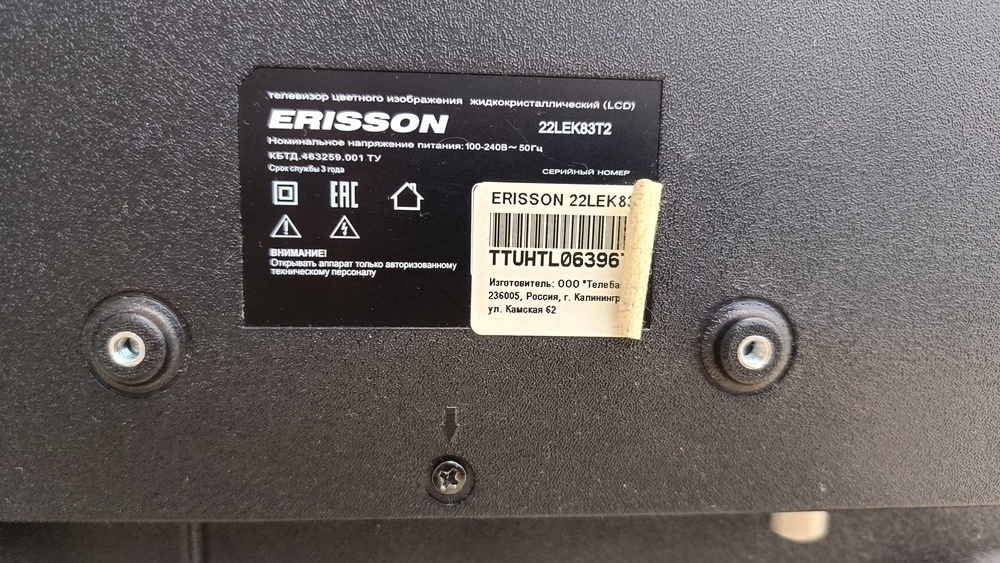 телевизор цветного изображения жидкокристаллический (LCD)
ERISSON 22LEK83T2
Номинальное напряжение питания:100-240В~ 50Гц
КБТД.463259.001 ТУ
Срок службы 3 года
СЕРИЙНЫЙ НОМЕР
EAC
ВНИМАНИЕ!
Открывать аппарат только авторизованному
техническому персоналу
ERISSON 22LEK83
TTUHTL06396
Изготовитель: ООО "Телеба
236005, Россия, г. Калинингр
ул. Камская 62